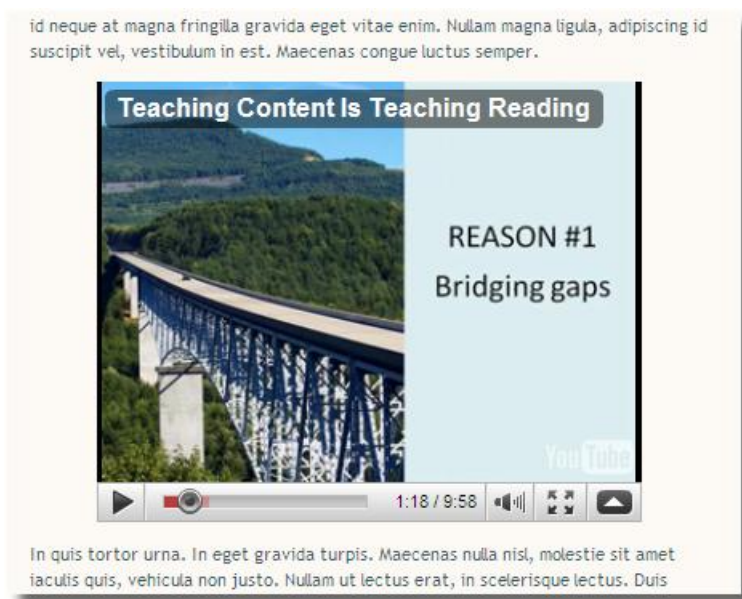 id neque at magna fringilla gravida eget vitae enim. Nullam magna ligula, adipiscing id
suscipit vel, vestibulum in est. Maecenas congue luctus semper.
Teaching Content Is Teaching Reading
REASON #1
Bridging gaps
YouTube
1:18 / 9:58
In quis tortor urna. In eget gravida turpis. Maecenas nulla nisl, molestie sit amet
iaculis quis, vehicula non justo. Nullam ut lectus erat, in scelerisque lectus. Duis